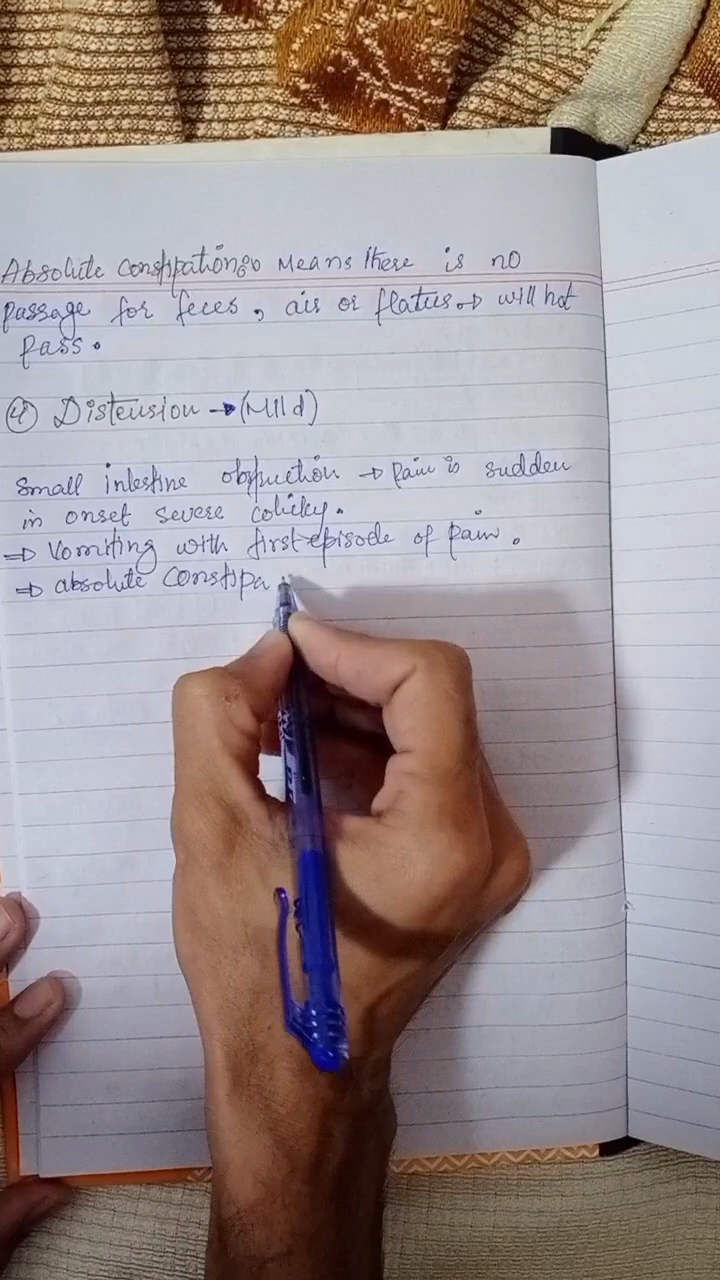 Absolute Constipation:o Means there is no
passage for feces, air or flatus → will not
pass.
④ Distension → (Mild)
Small intestine obstruction → Pain is sudden
in onset severe colicky.
⇒ Vomiting with first episode of pain.
⇒ absolute Constipa